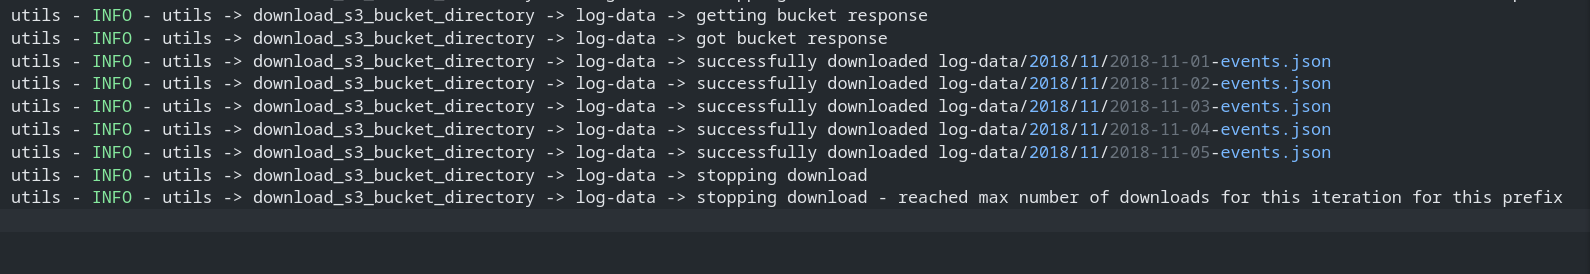 utils - INFO - utils -> download_s3_bucket_directory -> log-data -> getting bucket response
utils - INFO - utils -> download_s3_bucket_directory -> log-data -> got bucket response
utils - INFO - utils -> download_s3_bucket_directory -> log-data -> successfully downloaded log-data/2018/11/2018-11-01-events.json
utils - INFO - utils -> download_s3_bucket_directory -> log-data -> successfully downloaded log-data/2018/11/2018-11-02-events.json
utils - INFO - utils -> download_s3_bucket_directory -> log-data -> successfully downloaded log-data/2018/11/2018-11-03-events.json
utils - INFO - utils -> download_s3_bucket_directory -> log-data -> successfully downloaded log-data/2018/11/2018-11-04-events.json
utils - INFO - utils -> download_s3_bucket_directory -> log-data -> successfully downloaded log-data/2018/11/2018-11-05-events.json
utils - INFO - utils -> download_s3_bucket_directory -> log-data -> stopping download
utils - INFO - utils -> download_s3_bucket_directory -> log-data -> stopping download - reached max number of downloads for this iteration for this prefix